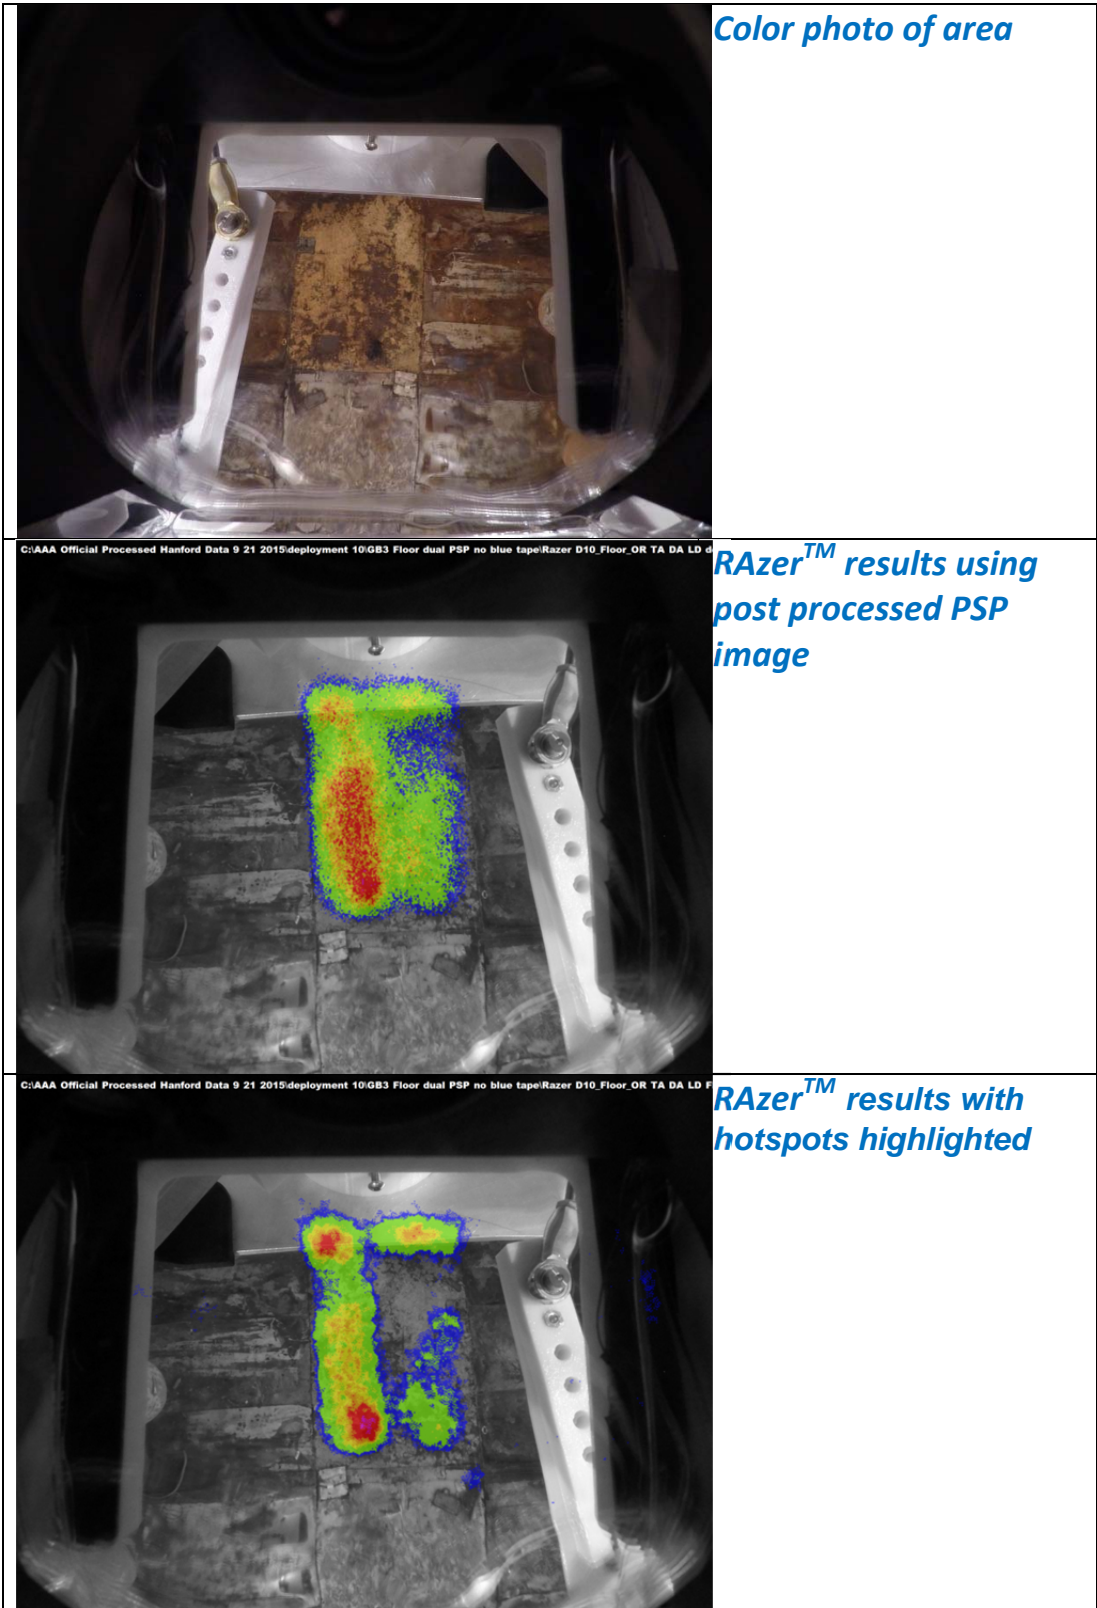 Color photo of area
C:\AAA Official Processed Hanford Data 9 21 2015\deployment 10\GB3 Floor dual PSP no blue tape\Razer D10_Floor_OR TA DA LD d
RAzer™ results using
post processed PSP
image
C:\AAA Official Processed Hanford Data 9 21 2015\deployment 10\GB3 Floor dual PSP no blue tape\Razer D10_Floor_OR TA DA LD F
RAzer™ results with
hotspots highlighted